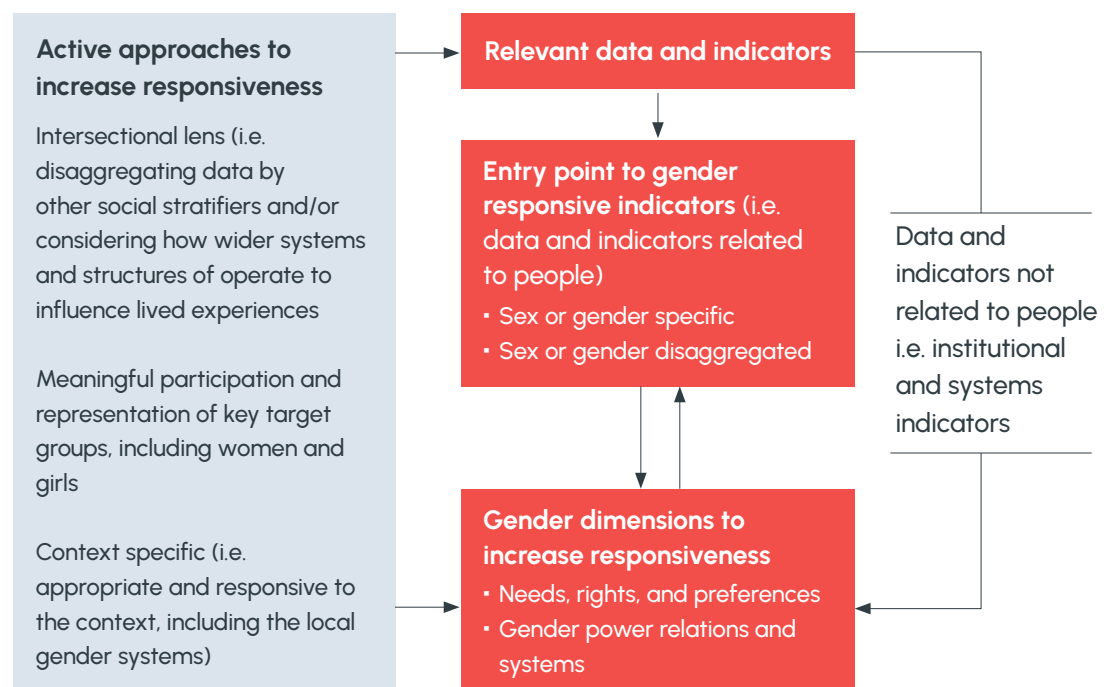 Active approaches to
increase responsiveness
Intersectional lens (i.e.
disaggregating data by
other social stratifiers and/or
considering how wider systems
and structures of operate to
influence lived experiences
Meaningful participation and
representation of key target
groups, including women and
girls
Context specific (i.e.
appropriate and responsive to
the context, including the local
gender systems)
Relevant data and indicators
Entry point to gender
responsive indicators (i.e.
data and indicators related
to people)
▪ Sex or gender specific
▪ Sex or gender disaggregated
Gender dimensions to
increase responsiveness
▪ Needs, rights, and preferences
▪ Gender power relations and
systems
Data and
indicators not
related to people
i.e. institutional
and systems
indicators